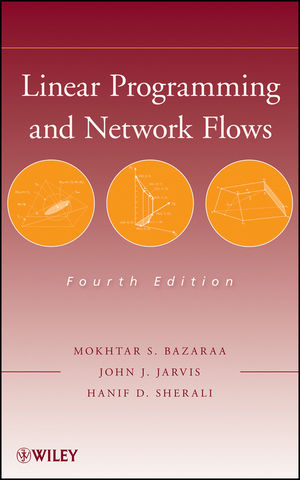 Linear Programming
and Network Flows
Fourth Edition
MOKHTAR S. BAZARAA
JOHN J. JARVIS
HANIF D. SHERALI
WILEY